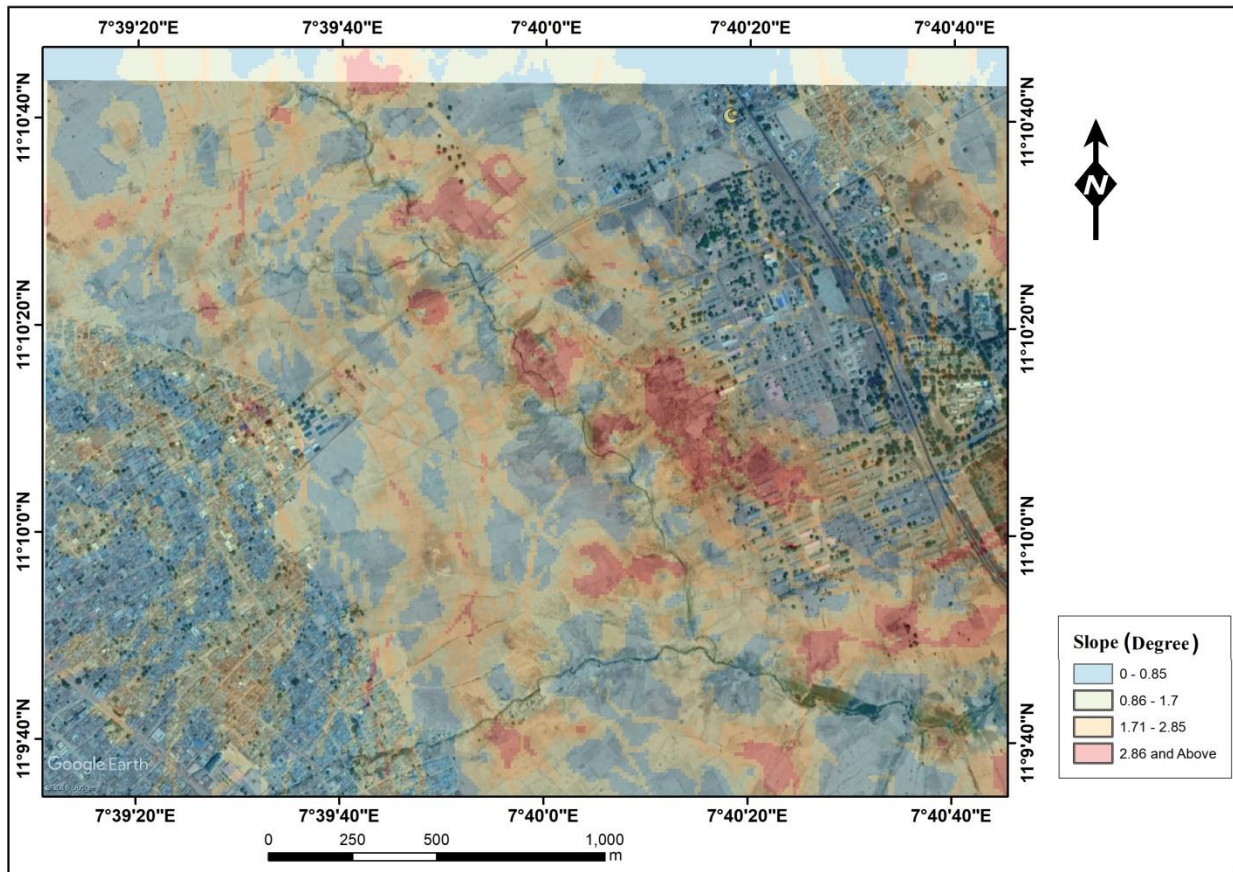 7°39'20"E 7°39'40"E 7°40'0"E 7°40'20"E 7°40'40"E
11°10'40"N 11°10'40"N
11°10'20"N 11°10'20"N
11°10'0"N 11°10'0"N
11°9'40"N 11°9'40"N
N
Slope (Degree)
0 - 0.85
0.86 - 1.7
1.71 - 2.85
2.86 and Above
Google Earth
7°39'20"E 7°39'40"E 7°40'0"E 7°40'20"E 7°40'40"E
0 250 500 1,000
m